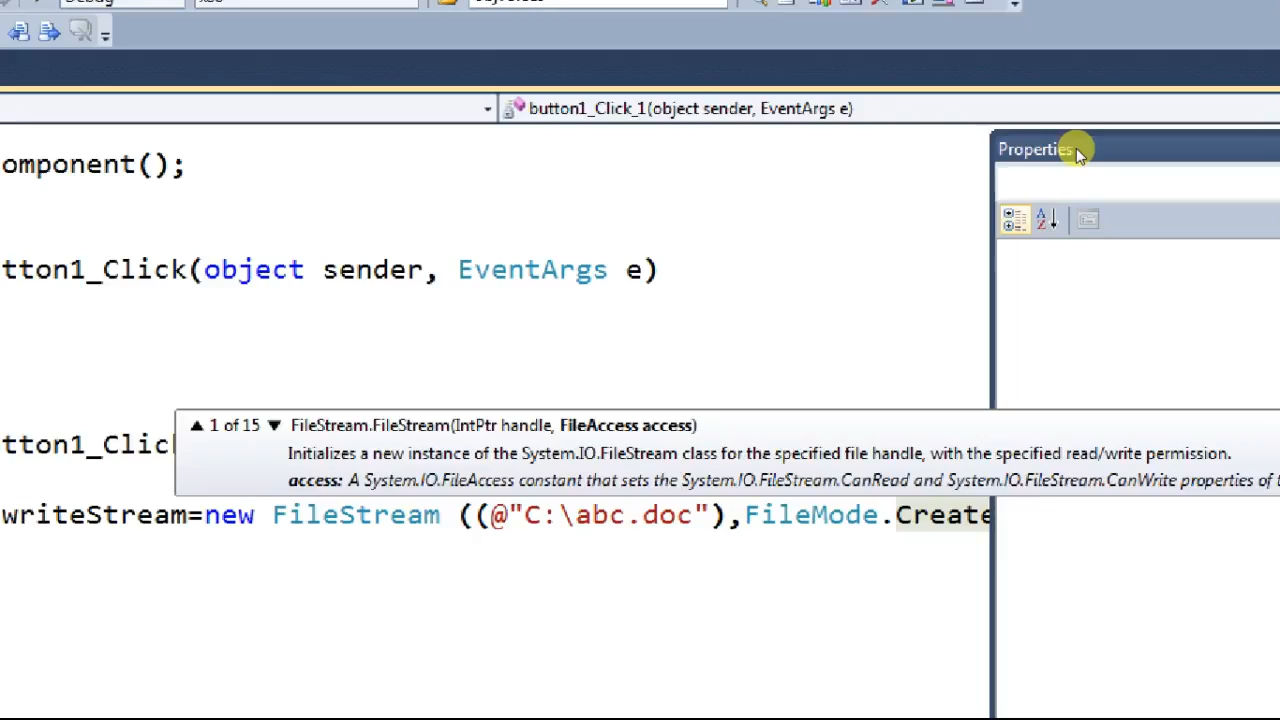 Debug
button1_Click_1(object sender, EventArgs e)
Properties
omponent();
tton1_Click(object sender, EventArgs e)
1 of 15 FileStream.FileStream(IntPtr handle, FileAccess access)
Initializes a new instance of the System.IO.FileStream class for the specified file handle, with the specified read/write permission.
access: A System.IO.FileAccess constant that sets the System.IO.FileStream.CanRead and System.IO.FileStream.CanWrite properties of t
tton1_Clic
writeStream=new FileStream ((@"C:\abc.doc"),FileMode.Create